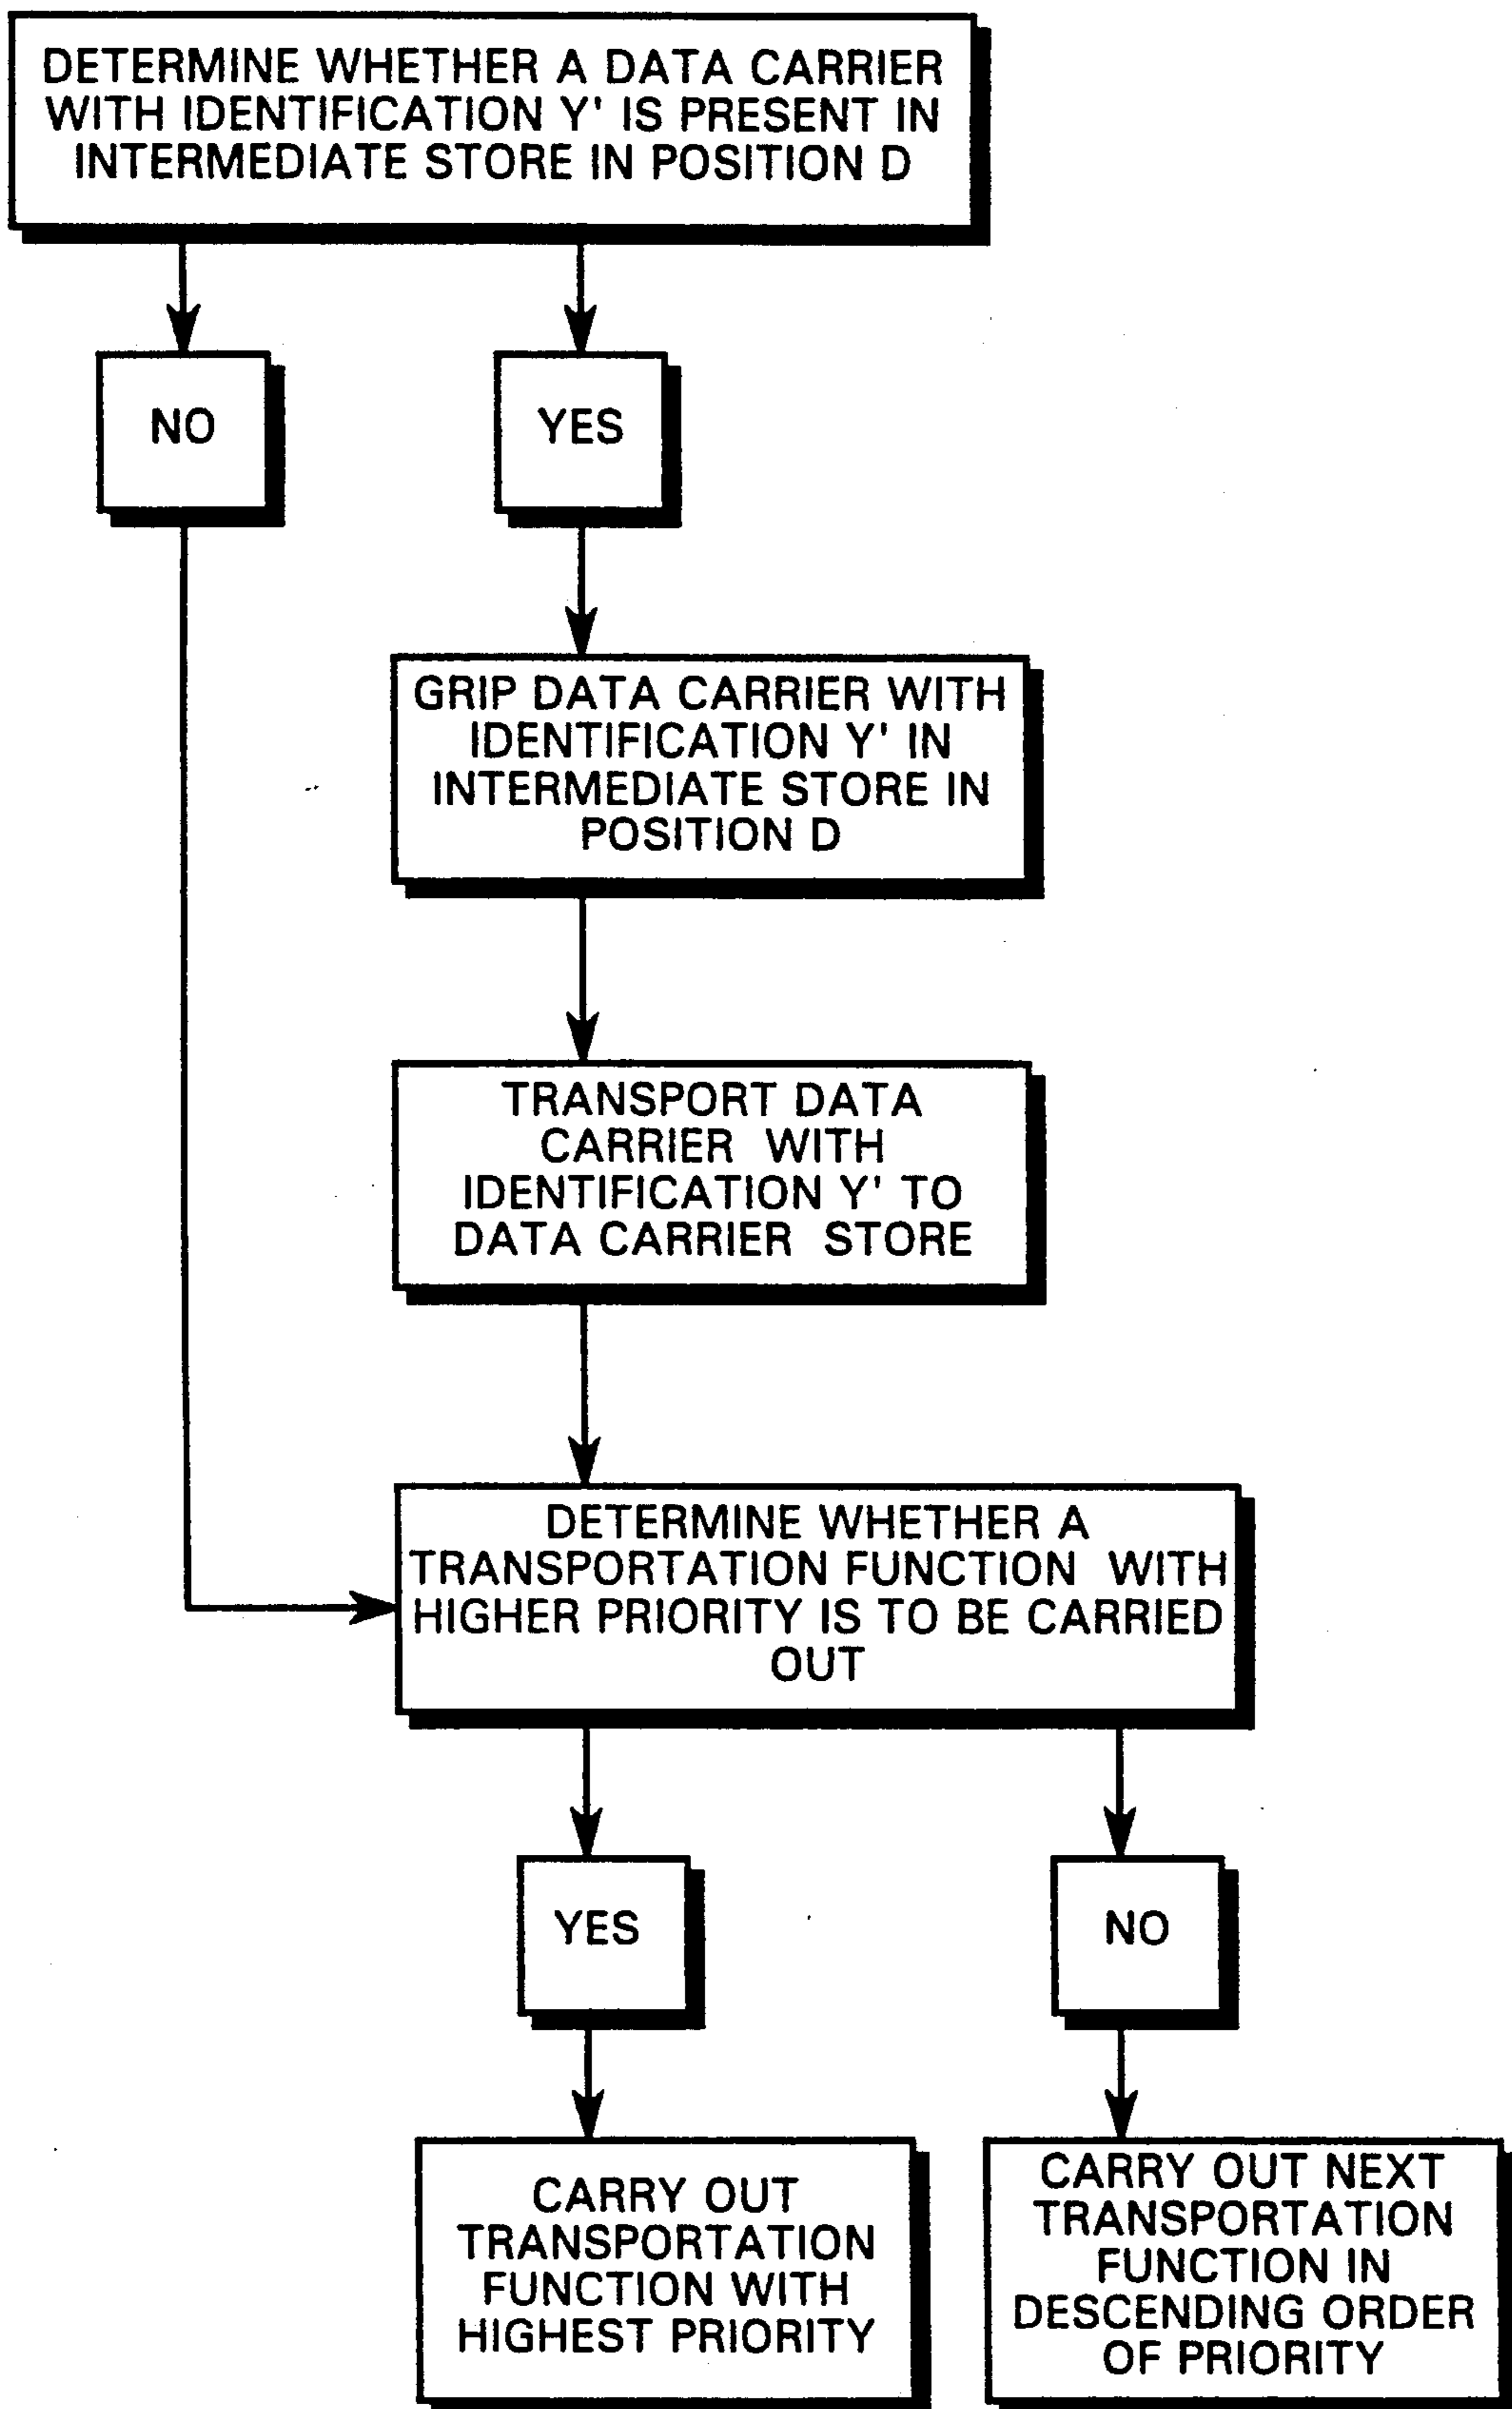 DETERMINE WHETHER A DATA CARRIER
WITH IDENTIFICATION Y' IS PRESENT IN
INTERMEDIATE STORE IN POSITION D
NO
YES
GRIP DATA CARRIER WITH
IDENTIFICATION Y' IN
INTERMEDIATE STORE IN
POSITION D
TRANSPORT DATA
CARRIER WITH
IDENTIFICATION Y' TO
DATA CARRIER STORE
DETERMINE WHETHER A
TRANSPORTATION FUNCTION WITH
HIGHER PRIORITY IS TO BE CARRIED
OUT
YES
NO
CARRY OUT
TRANSPORTATION
FUNCTION WITH
HIGHEST PRIORITY
CARRY OUT NEXT
TRANSPORTATION
FUNCTION IN
DESCENDING ORDER
OF PRIORITY